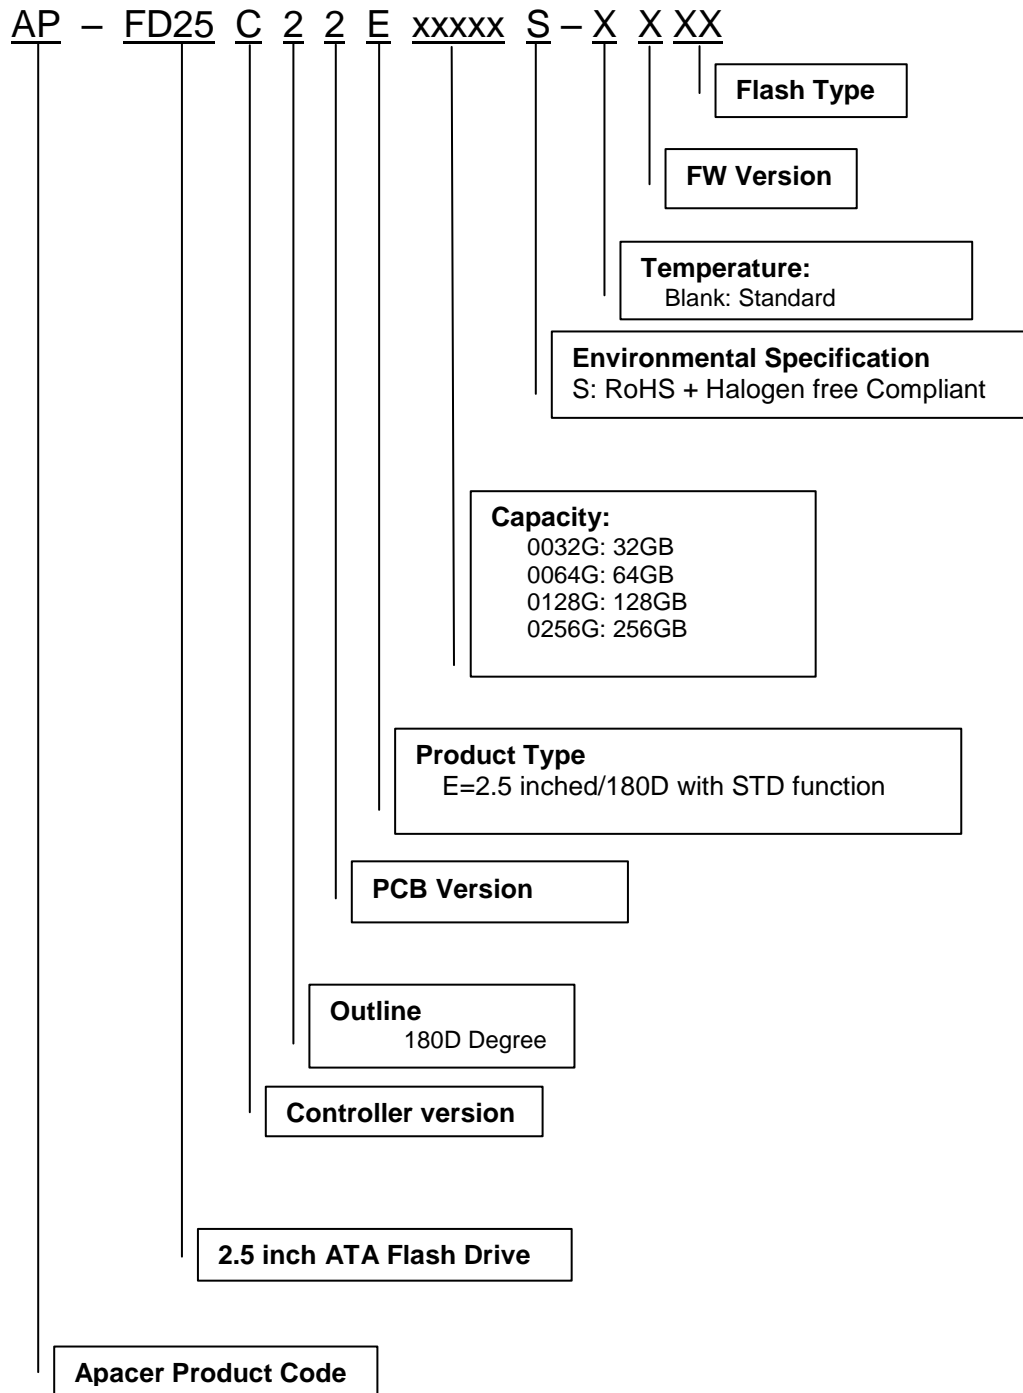 AP – FD25 C 2 2 E xxxxx S – X X XX
Flash Type
FW Version
Temperature:
Blank: Standard
Environmental Specification
S: RoHS + Halogen free Compliant
Capacity:
0032G: 32GB
0064G: 64GB
0128G: 128GB
0256G: 256GB
Product Type
E=2.5 inched/180D with STD function
PCB Version
Outline
180D Degree
Controller version
2.5 inch ATA Flash Drive
Apacer Product Code